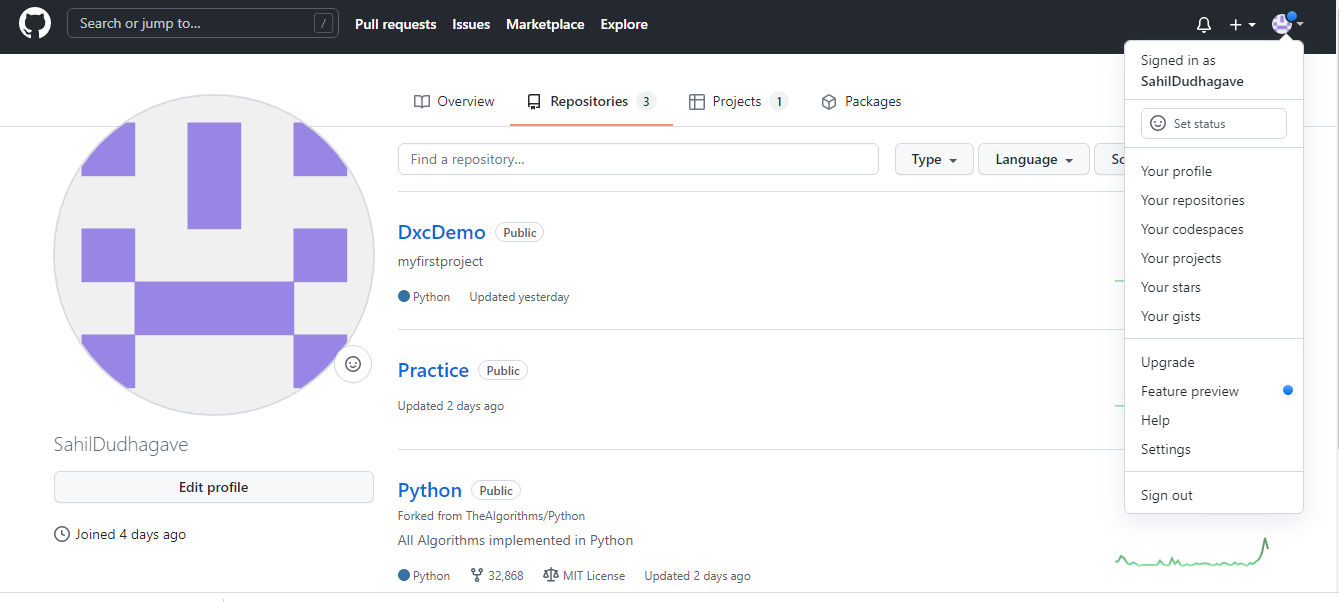 Search or jump to... / Pull requests Issues Marketplace Explore
Signed in as
SahilDudhagave
Set status
Your profile
Your repositories
Your codespaces
Your projects
Your stars
Your gists
Upgrade
Feature preview
Help
Settings
Sign out
Overview Repositories 3 Projects 1 Packages
Find a repository... Type Language
SahilDudhagave
Edit profile
Joined 4 days ago
DxcDemo Public
myfirstproject
Python Updated yesterday
Practice Public
Updated 2 days ago
Python Public
Forked from TheAlgorithms/Python
All Algorithms implemented in Python
Python 32,868 MIT License Updated 2 days ago